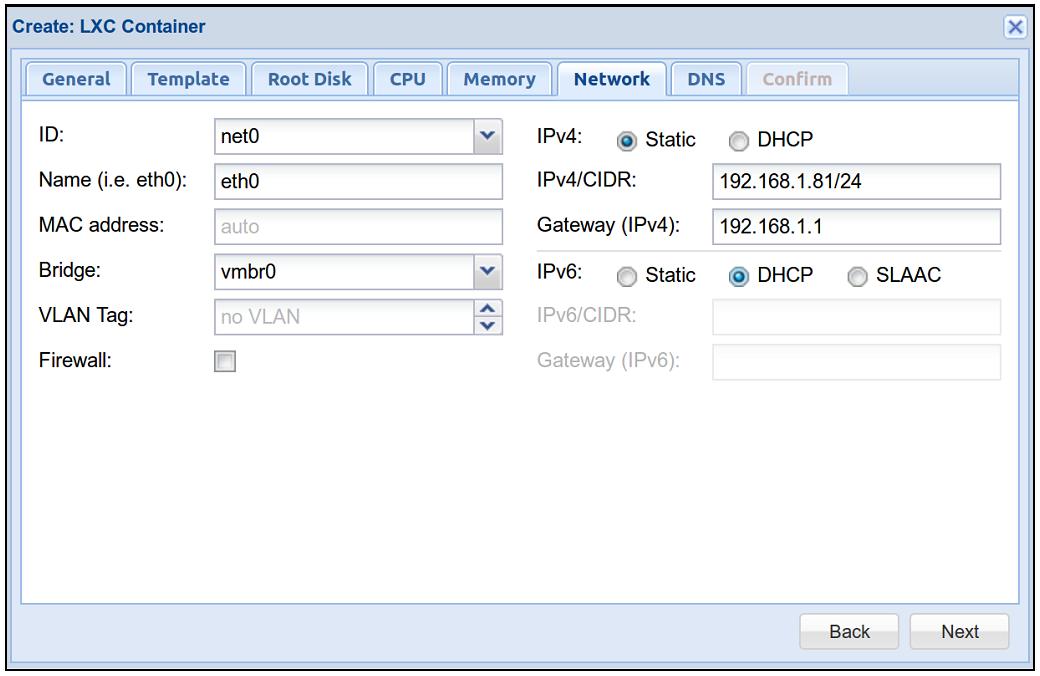 Create: LXC Container
General Template Root Disk CPU Memory Network DNS Confirm
ID: net0
Name (i.e. eth0): eth0
MAC address: auto
Bridge: vmbr0
VLAN Tag: no VLAN
Firewall:
IPv4: Static DHCP
IPv4/CIDR: 192.168.1.81/24
Gateway (IPv4): 192.168.1.1
IPv6: Static DHCP SLAAC
IPv6/CIDR:
Gateway (IPv6):
Back Next